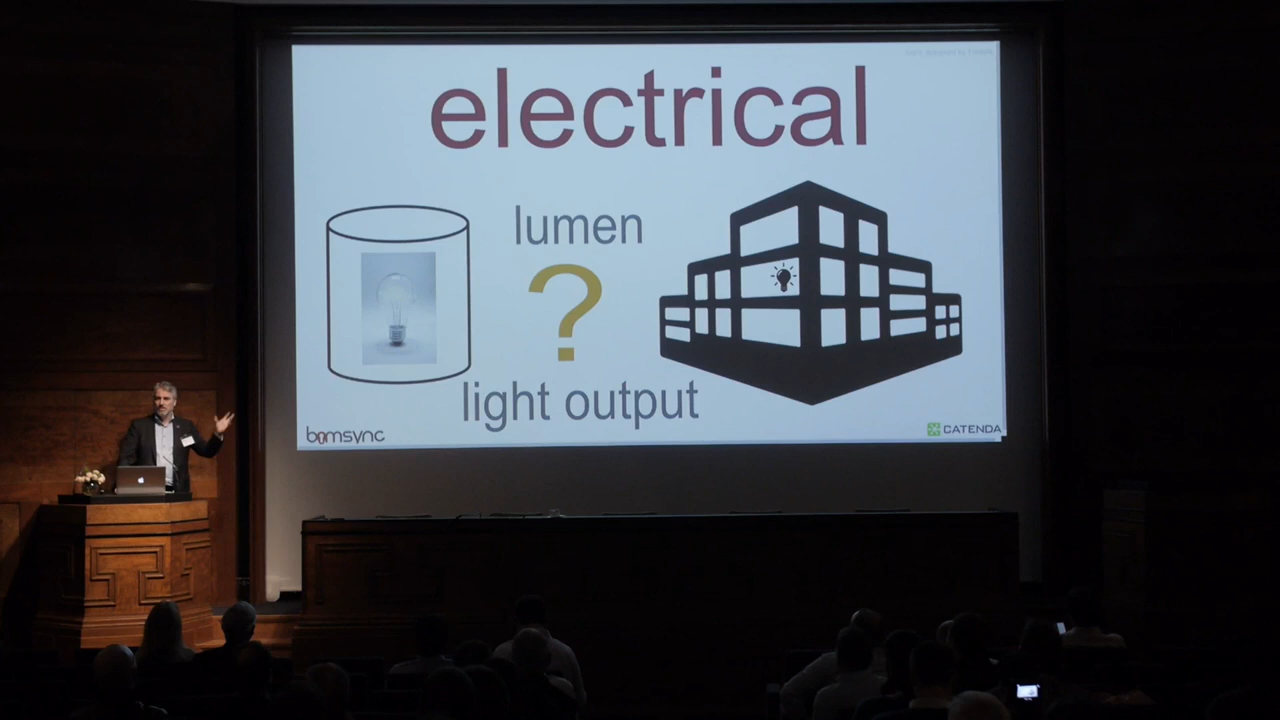 electrical
lumen
?
light output
bimsync
CATENDA